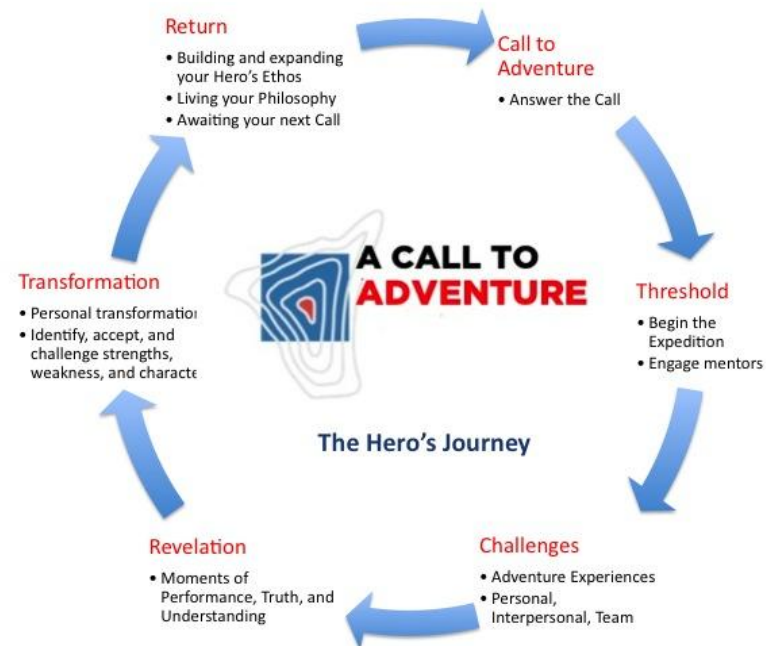 Return
• Building and expanding
your Hero's Ethos
• Living your Philosophy
• Awaiting your next Call
Call to
Adventure
• Answer the Call
Threshold
• Begin the
Expedition
• Engage mentors
Challenges
• Adventure Experiences
• Personal,
Interpersonal, Team
Revelation
• Moments of
Performance, Truth, and
Understanding
Transformation
• Personal transformation
• Identify, accept, and
challenge strengths,
weakness, and characte
A CALL TO
ADVENTURE
The Hero's Journey